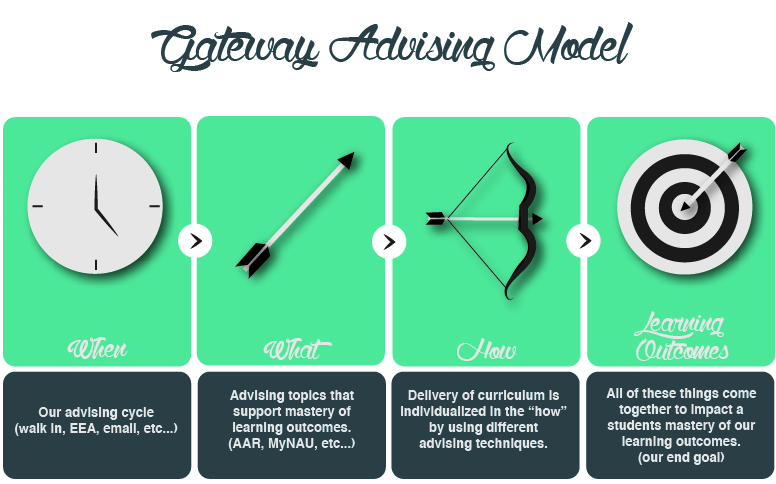 Gateway Advising Model
When
What
How
Learning
Outcomes
Our advising cycle
(walk in, EEA, email, etc...)
Advising topics that
support mastery of
learning outcomes.
(AAR, MyNAU, etc...)
Delivery of curriculum is
individualized in the “how”
by using different
advising techniques.
All of these things come
together to impact a
students mastery of our
learning outcomes.
(our end goal)